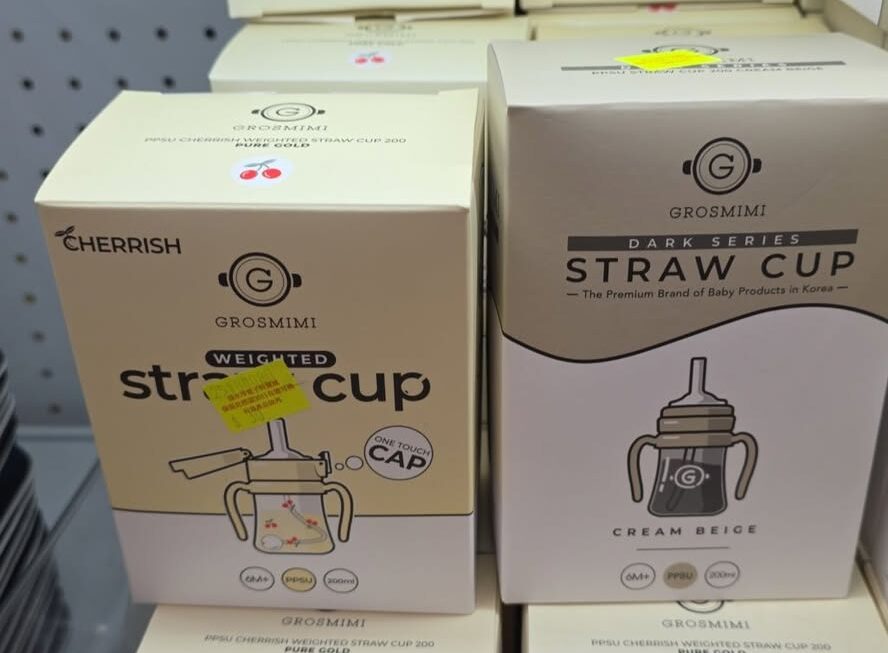 GROSMIMI
PPSU CHERRISH WEIGHTED STRAW CUP 200
PURE GOLD
CHERRISH
G
GROSMIMI
WEIGHTED
cup
ONE TOUCH
CAP
6M+
PPSU
200ml
GROSMIMI
PPSU CHERRISH WEIGHTED STRAW CUP 200
PURE GOLD
PPSU STRAW CUP 200 CREAM BEIGE
G
GROSMIMI
DARK SERIES
STRAW CUP
— The Premium Brand of Baby Products in Korea —
G
CREAM BEIGE
6M+
PPSU
200ml
GROSMIMI
PPSU CHERRISH WEIGHTED STRAW CUP 200
PURE GOLD